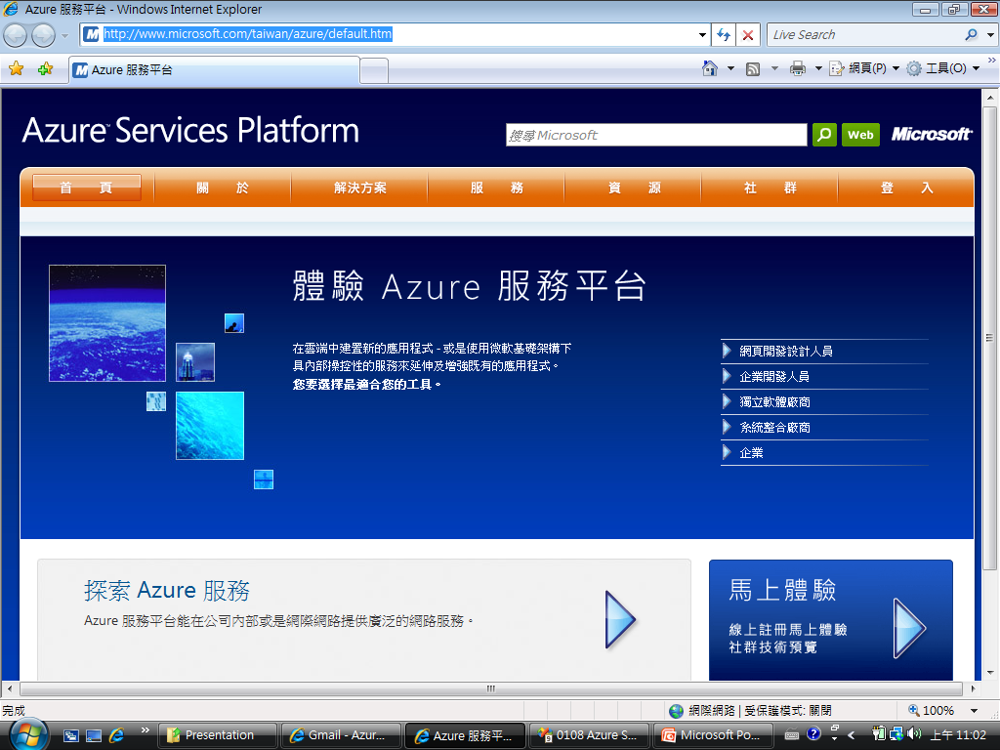 Azure 服務平台 - Windows Internet Explorer
http://www.microsoft.com/taiwan/azure/default.htm
Live Search
Azure 服務平台
網頁(P)
工具(O)
Azure Services Platform
搜尋 Microsoft
Web
Microsoft
首 頁
關 於
解決方案
服 務
資 源
社 群
登 入
體驗 Azure 服務平台
在雲端中建置新的應用程式 - 或是使用微軟基礎架構下
具內部操控性的服務來延伸及增強既有的應用程式。
您要選擇最適合您的工具。
網頁開發設計人員
企業開發人員
獨立軟體廠商
系統整合廠商
企業
探索 Azure 服務
Azure 服務平台能在公司內部或是網際網路提供廣泛的網路服務。
馬上體驗
線上註冊馬上體驗
社群技術預覽
完成
網際網路 | 受保護模式: 關閉
100%
Presentation
Gmail - Azur...
Azure 服務平...
0108 Azure S...
Microsoft Po...
上午 11:02